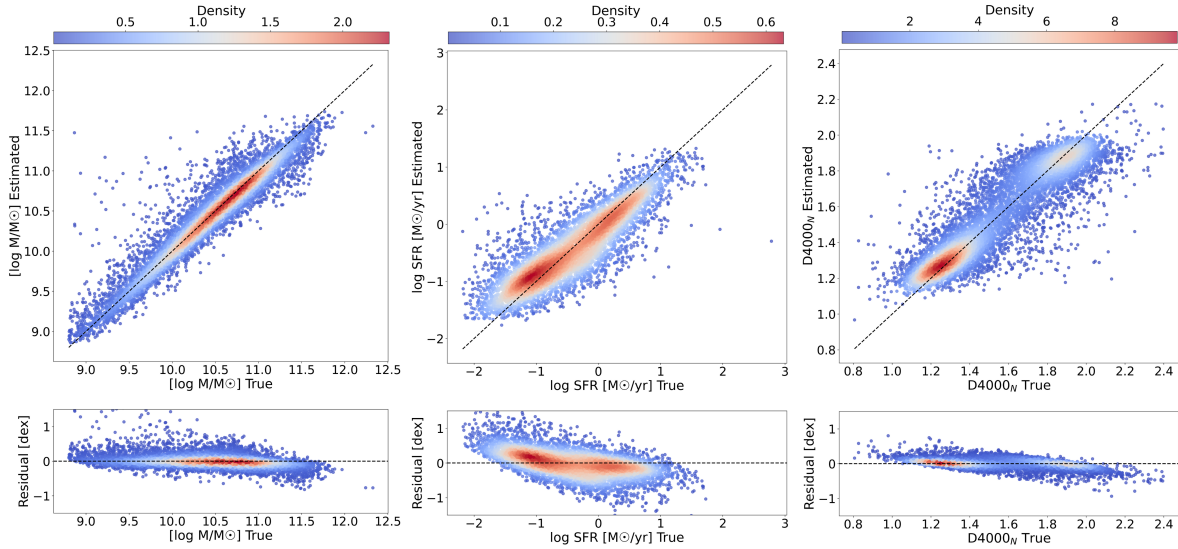 Density
0.5 1.0 1.5 2.0
12.5
12.0
11.5
11.0
10.5
10.0
9.5
9.0
[log M/M☉] Estimated
9.0 9.5 10.0 10.5 11.0 11.5 12.0 12.5
[log M/M☉] True
Residual [dex]
1
0
−1
9.0 9.5 10.0 10.5 11.0 11.5 12.0 12.5
[log M/M☉] True
Density
0.1 0.2 0.3 0.4 0.5 0.6
3
2
1
0
−1
−2
log SFR [M☉/yr] Estimated
−2 −1 0 1 2 3
log SFR [M☉/yr] True
Residual [dex]
1
0
−1
−2 −1 0 1 2 3
log SFR [M☉/yr] True
Density
2 4 6 8
2.4
2.2
2.0
1.8
1.6
1.4
1.2
1.0
0.8
D4000N Estimated
0.8 1.0 1.2 1.4 1.6 1.8 2.0 2.2 2.4
D4000N True
Residual [dex]
1
0
−1
0.8 1.0 1.2 1.4 1.6 1.8 2.0 2.2 2.4
D4000N True